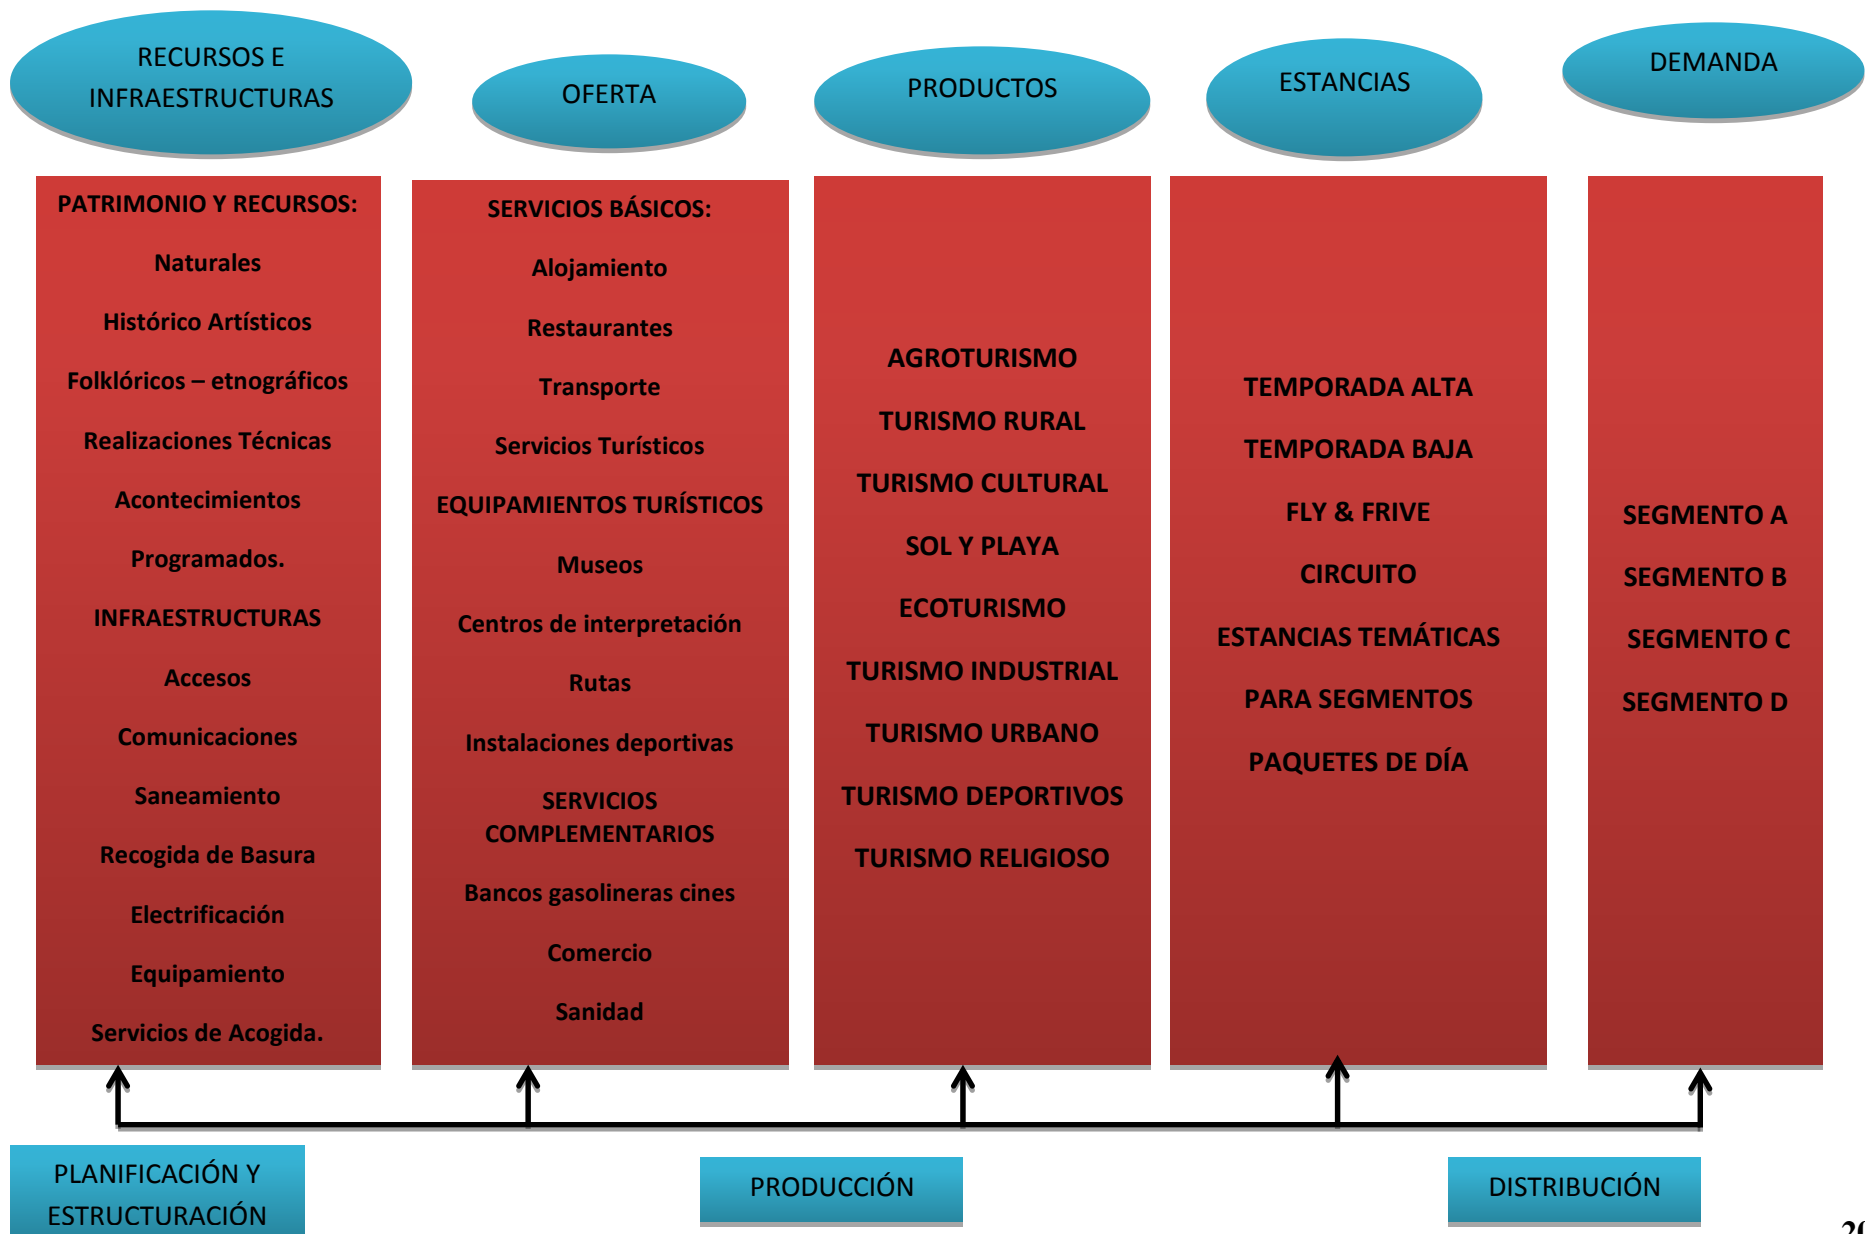 RECURSOS E
INFRAESTRUCTURAS
OFERTA
PRODUCTOS
ESTANCIAS
DEMANDA
PATRIMONIO Y RECURSOS:
Naturales
Histórico Artísticos
Folklóricos – etnográficos
Realizaciones Técnicas
Acontecimientos
Programados.
INFRAESTRUCTURAS
Accesos
Comunicaciones
Saneamiento
Recogida de Basura
Electrificación
Equipamiento
Servicios de Acogida.
SERVICIOS BÁSICOS:
Alojamiento
Restaurantes
Transporte
Servicios Turísticos
EQUIPAMIENTOS TURÍSTICOS
Museos
Centros de interpretación
Rutas
Instalaciones deportivas
SERVICIOS
COMPLEMENTARIOS
Bancos gasolineras cines
Comercio
Sanidad
AGROTURISMO
TURISMO RURAL
TURISMO CULTURAL
SOL Y PLAYA
ECOTURISMO
TURISMO INDUSTRIAL
TURISMO URBANO
TURISMO DEPORTIVOS
TURISMO RELIGIOSO
TEMPORADA ALTA
TEMPORADA BAJA
FLY & FRIVE
CIRCUITO
ESTANCIAS TEMÁTICAS
PARA SEGMENTOS
PAQUETES DE DÍA
SEGMENTO A
SEGMENTO B
SEGMENTO C
SEGMENTO D
PLANIFICACIÓN Y
ESTRUCTURACIÓN
PRODUCCIÓN
DISTRIBUCIÓN